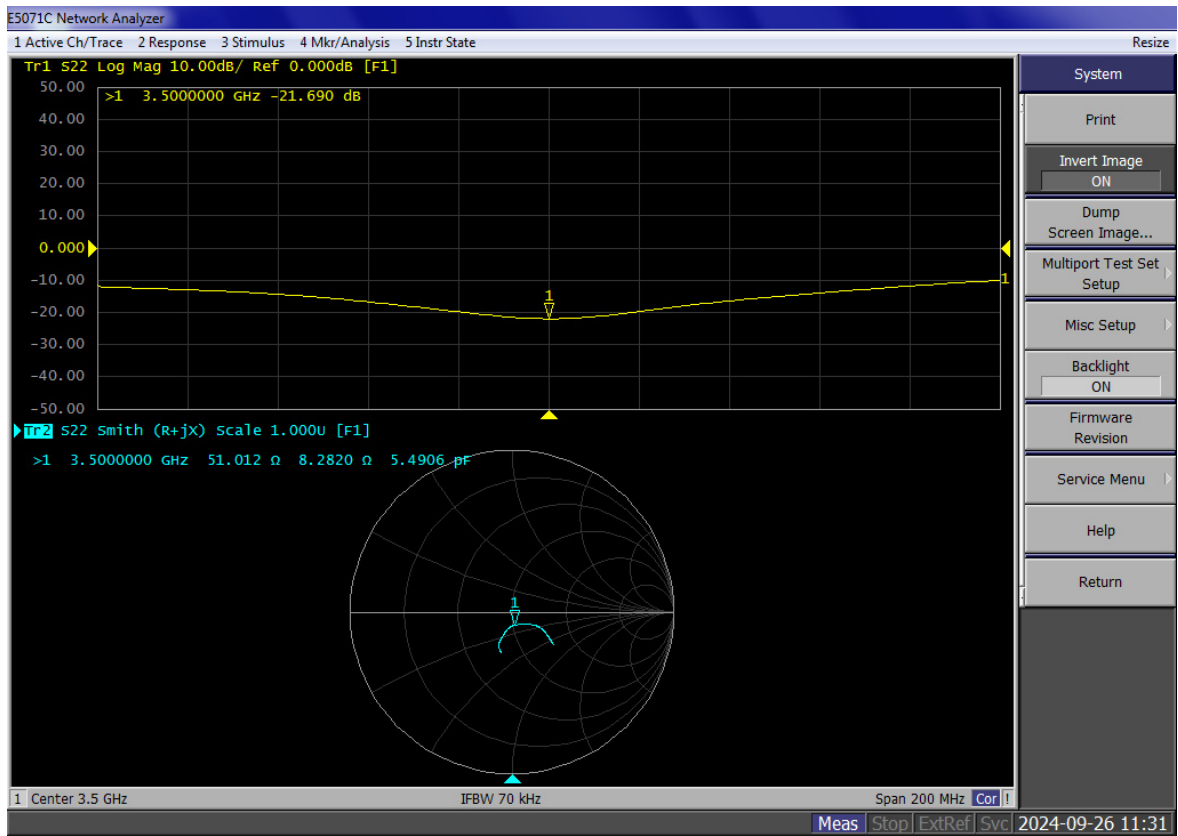 E5071C Network Analyzer
1 Active Ch/Trace 2 Response 3 Stimulus 4 Mkr/Analysis 5 Instr State Resize
Tr1 S22 Log Mag 10.00dB/ Ref 0.000dB [F1]
>1 3.5000000 GHz -21.690 dB
50.00
40.00
30.00
20.00
10.00
0.000
-10.00
-20.00
-30.00
-40.00
-50.00
1
1
Tr2 S22 Smith (R+jX) Scale 1.000U [F1]
>1 3.5000000 GHz 51.012 Ω 8.2820 Ω 5.4906 pF
1
1 Center 3.5 GHz IFBW 70 kHz Span 200 MHz Cor !
System
Print
Invert Image
ON
Dump
Screen Image...
Multiport Test Set
Setup
Misc Setup
Backlight
ON
Firmware
Revision
Service Menu
Help
Return
Meas Stop ExtRef Svc 2024-09-26 11:31